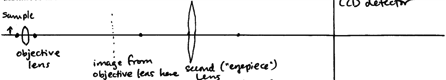 sample
CCD detector
objective
lens
image from
objective lens here
second ("eyepiece")
lens